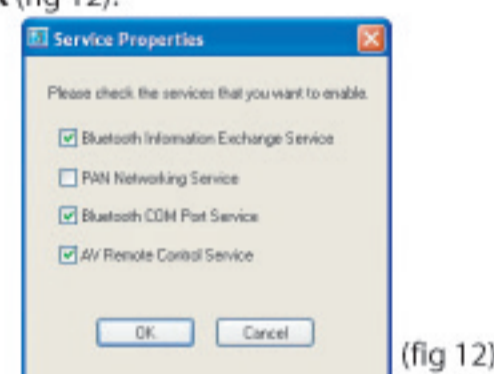 (fig 12).
Service Properties
Please check the services that you want to enable.
Bluetooth Information Exchange Service
PAN Networking Service
Bluetooth COM Port Service
AV Remote Control Service
OK Cancel
(fig 12)